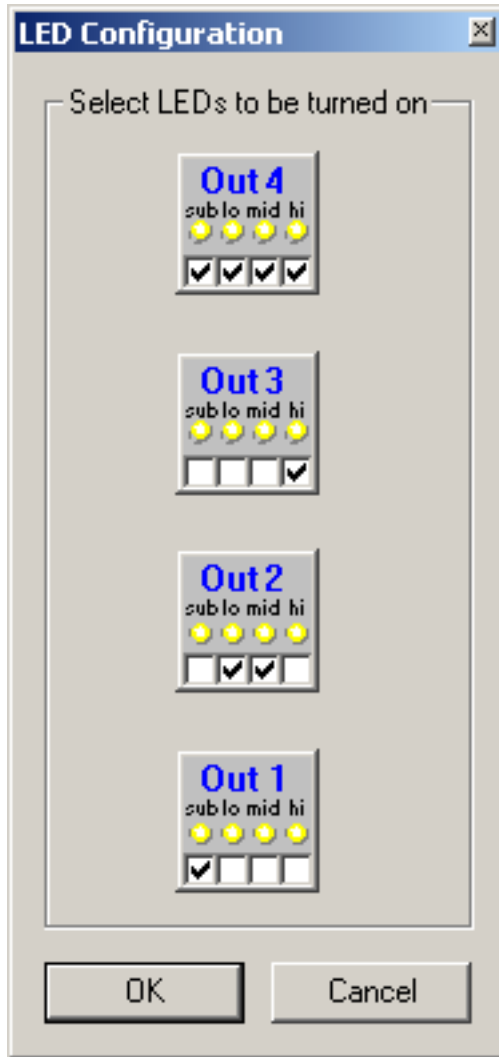 LED Configuration
Select LEDs to be turned on
Out 4
sub lo mid hi
Out 3
sub lo mid hi
Out 2
sub lo mid hi
Out 1
sub lo mid hi
OK
Cancel